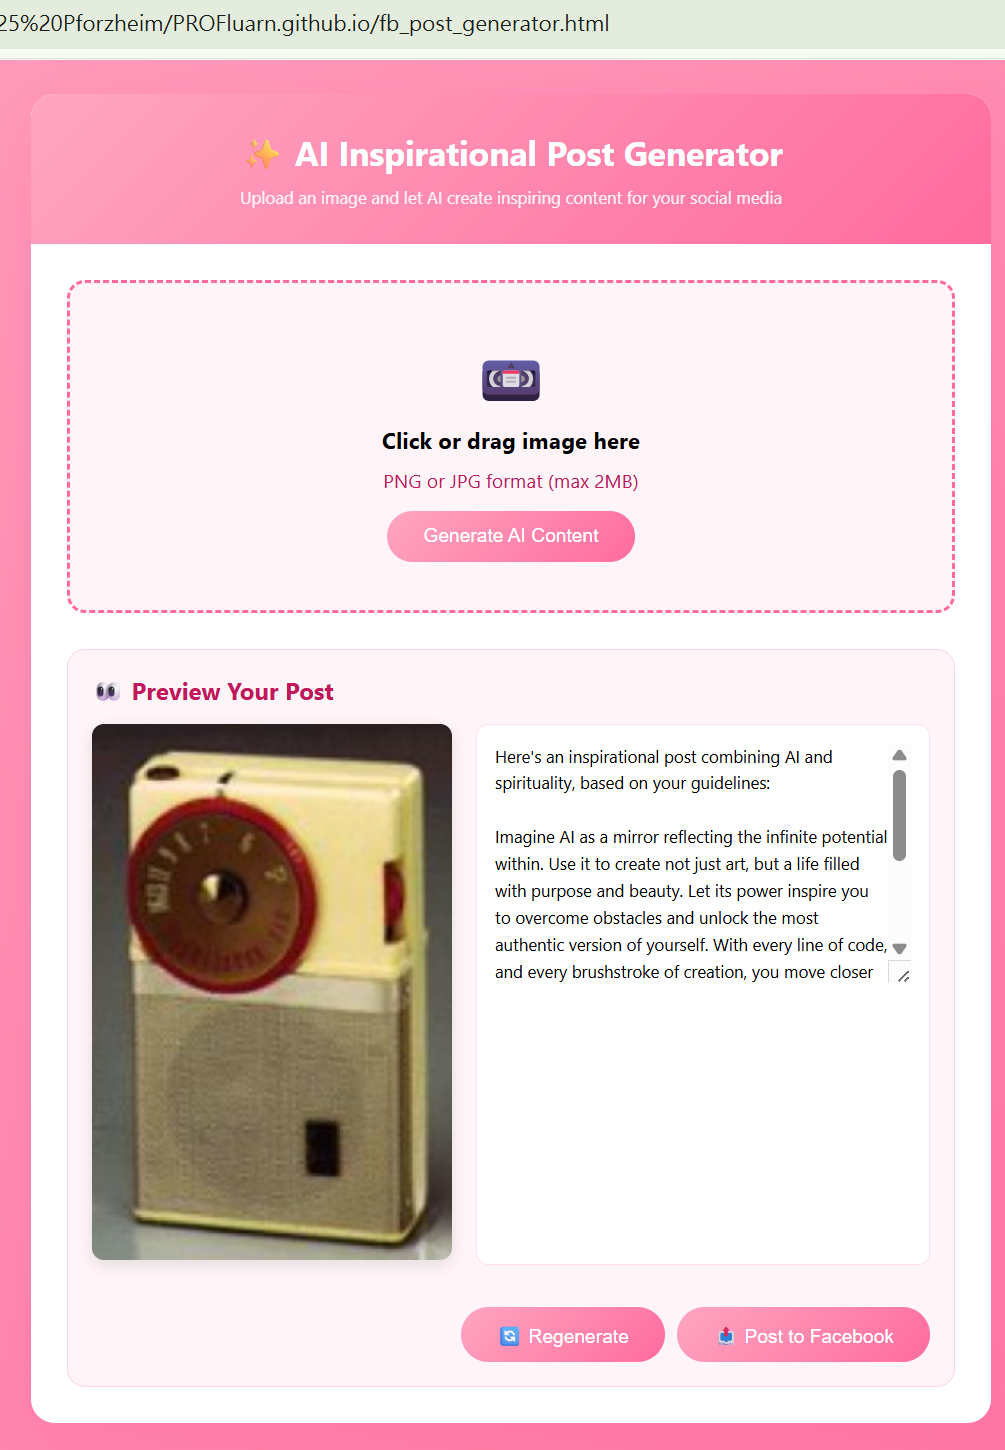 25%20Pforzheim/PROFluarn.github.io/fb_post_generator.html
✨ AI Inspirational Post Generator
Upload an image and let AI create inspiring content for your social media
Click or drag image here
PNG or JPG format (max 2MB)
Generate AI Content
👀 Preview Your Post
Here's an inspirational post combining AI and
spirituality, based on your guidelines:
Imagine AI as a mirror reflecting the infinite potential
within. Use it to create not just art, but a life filled
with purpose and beauty. Let its power inspire you
to overcome obstacles and unlock the most
authentic version of yourself. With every line of code,
and every brushstroke of creation, you move closer
🔄 Regenerate
📤 Post to Facebook